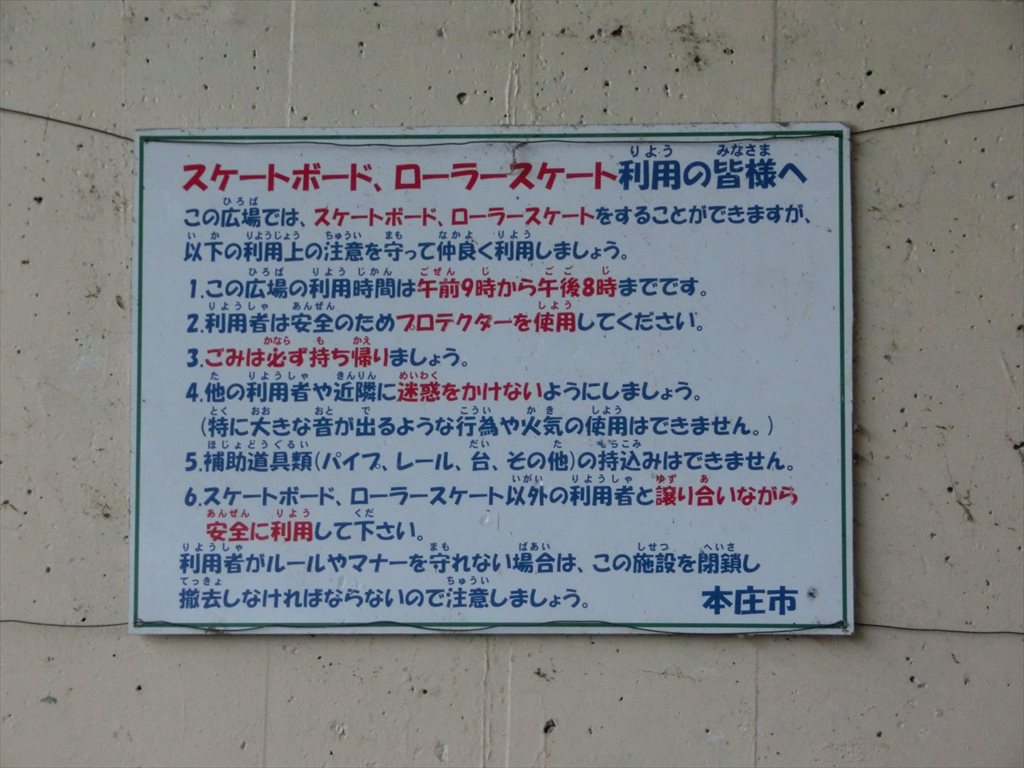 スケートボード、ローラースケート利用の皆様へ
この広場では、スケートボード、ローラースケートをすることができますが、
以下の利用上の注意を守って仲良く利用しましょう。
1.この広場の利用時間は午前9時から午後8時までです。
2.利用者は安全のためプロテクターを使用してください。
3.ごみは必ず持ち帰りましょう。
4.他の利用者や近隣に迷惑をかけないようにしましょう。
(特に大きな音が出るような行為や火気の使用はできません。)
5.補助道具類(パイプ、レール、台、その他)の持込みはできません。
6.スケートボード、ローラースケート以外の利用者と譲り合いながら
安全に利用して下さい。
利用者がルールやマナーを守れない場合は、この施設を閉鎖し
撤去しなければならないので注意しましょう。
本庄市